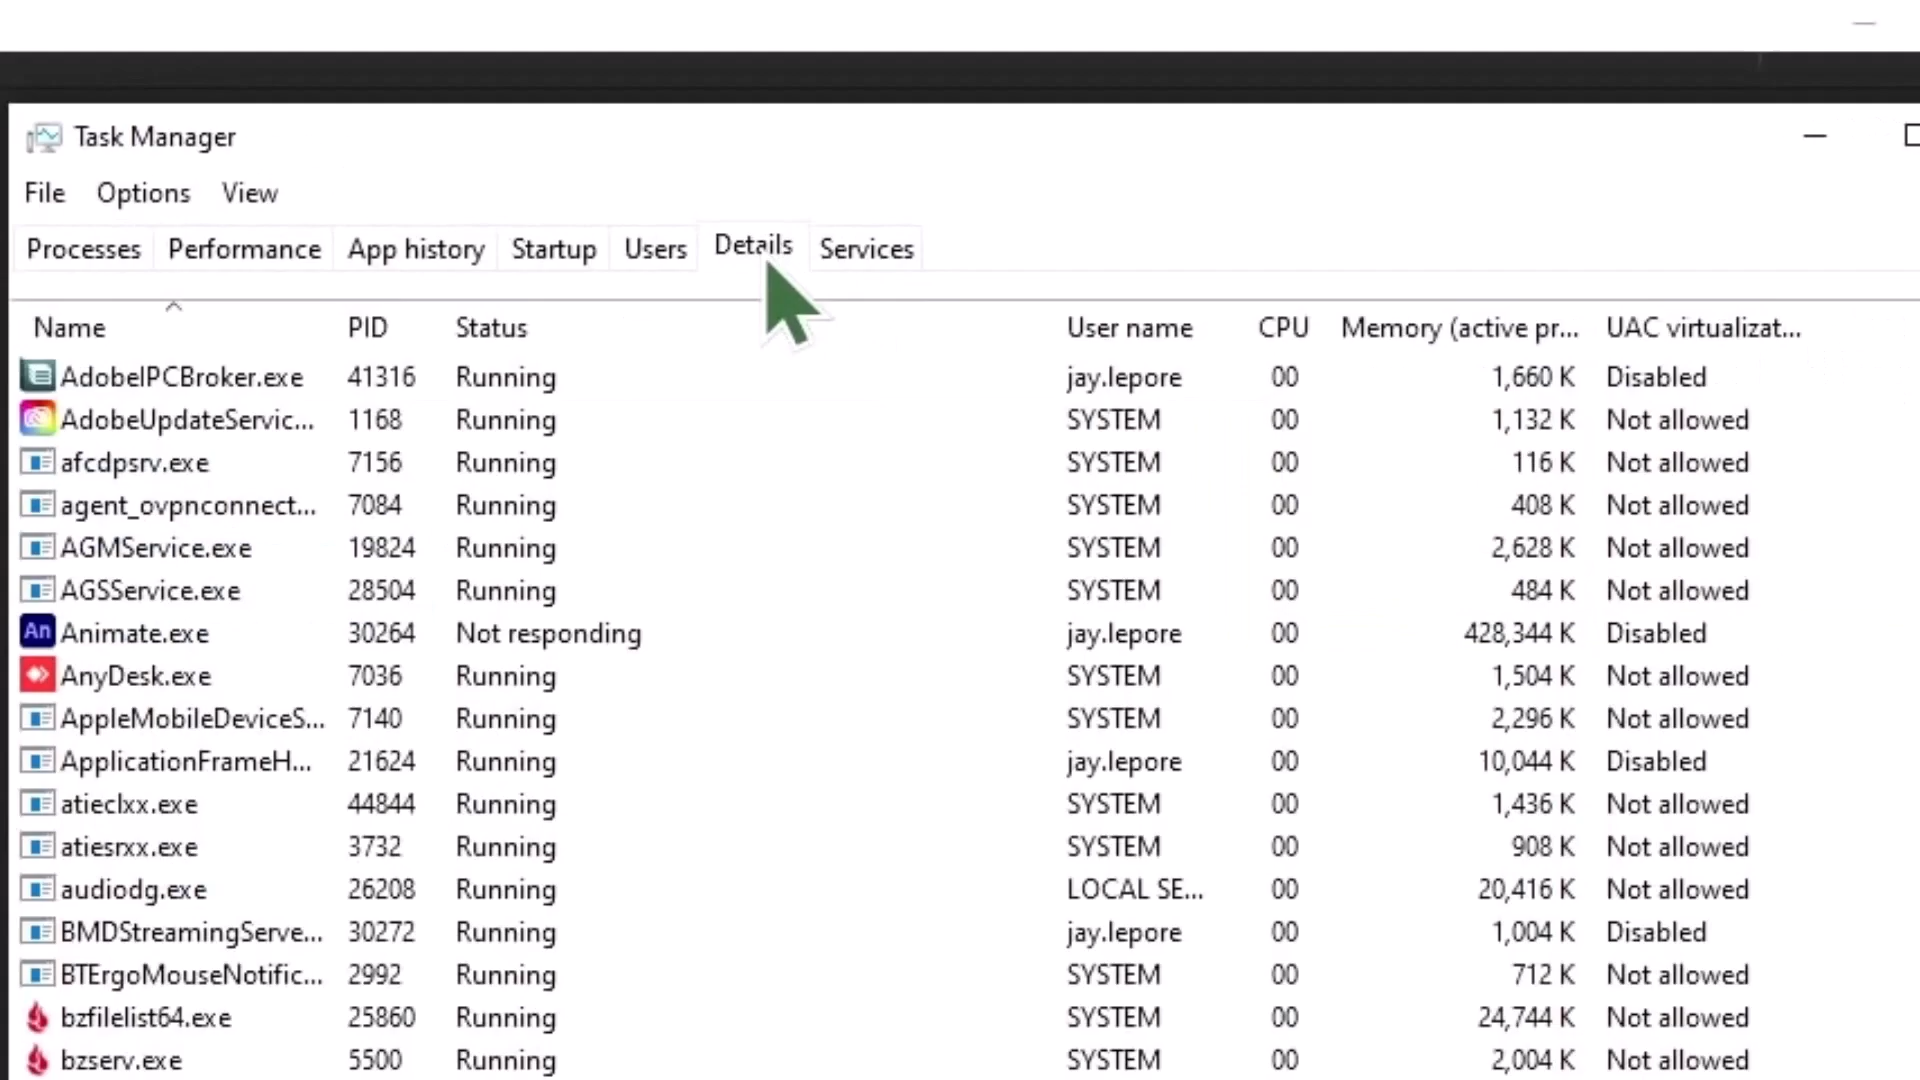 Task Manager
File Options View
Processes Performance App history Startup Users Details Services
Name PID Status User name CPU Memory (active pr... UAC virtualizat...
AdobeIPCBroker.exe 41316 Running jay.lepore 00 1,660 K Disabled
AdobeUpdateServic... 1168 Running SYSTEM 00 1,132 K Not allowed
afcdpsrv.exe 7156 Running SYSTEM 00 116 K Not allowed
agent_ovpnconnect... 7084 Running SYSTEM 00 408 K Not allowed
AGMService.exe 19824 Running SYSTEM 00 2,628 K Not allowed
AGSService.exe 28504 Running SYSTEM 00 484 K Not allowed
An Animate.exe 30264 Not responding jay.lepore 00 428,344 K Disabled
AnyDesk.exe 7036 Running SYSTEM 00 1,504 K Not allowed
AppleMobileDeviceS... 7140 Running SYSTEM 00 2,296 K Not allowed
ApplicationFrameH... 21624 Running jay.lepore 00 10,044 K Disabled
atieclxx.exe 44844 Running SYSTEM 00 1,436 K Not allowed
atiesrxx.exe 3732 Running SYSTEM 00 908 K Not allowed
audiodg.exe 26208 Running LOCAL SE... 00 20,416 K Not allowed
BMDStreamingServe... 30272 Running jay.lepore 00 1,004 K Disabled
BTErgoMouseNotific... 2992 Running SYSTEM 00 712 K Not allowed
bzfilelist64.exe 25860 Running SYSTEM 00 24,744 K Not allowed
bzserv.exe 5500 Running SYSTEM 00 2,004 K Not allowed